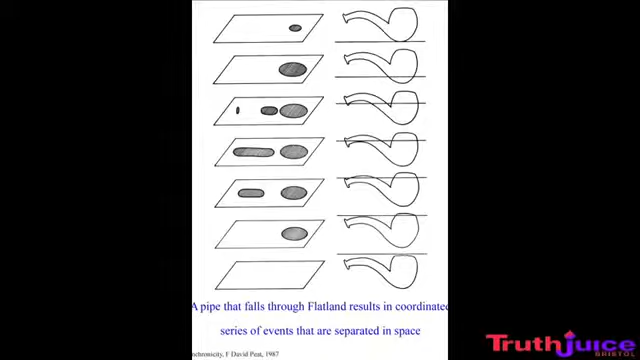 A pipe that falls through Flatland results in coordinated
series of events that are separated in space
nchronicity, F David Peat, 1987
Truthjuice
BRISTOL